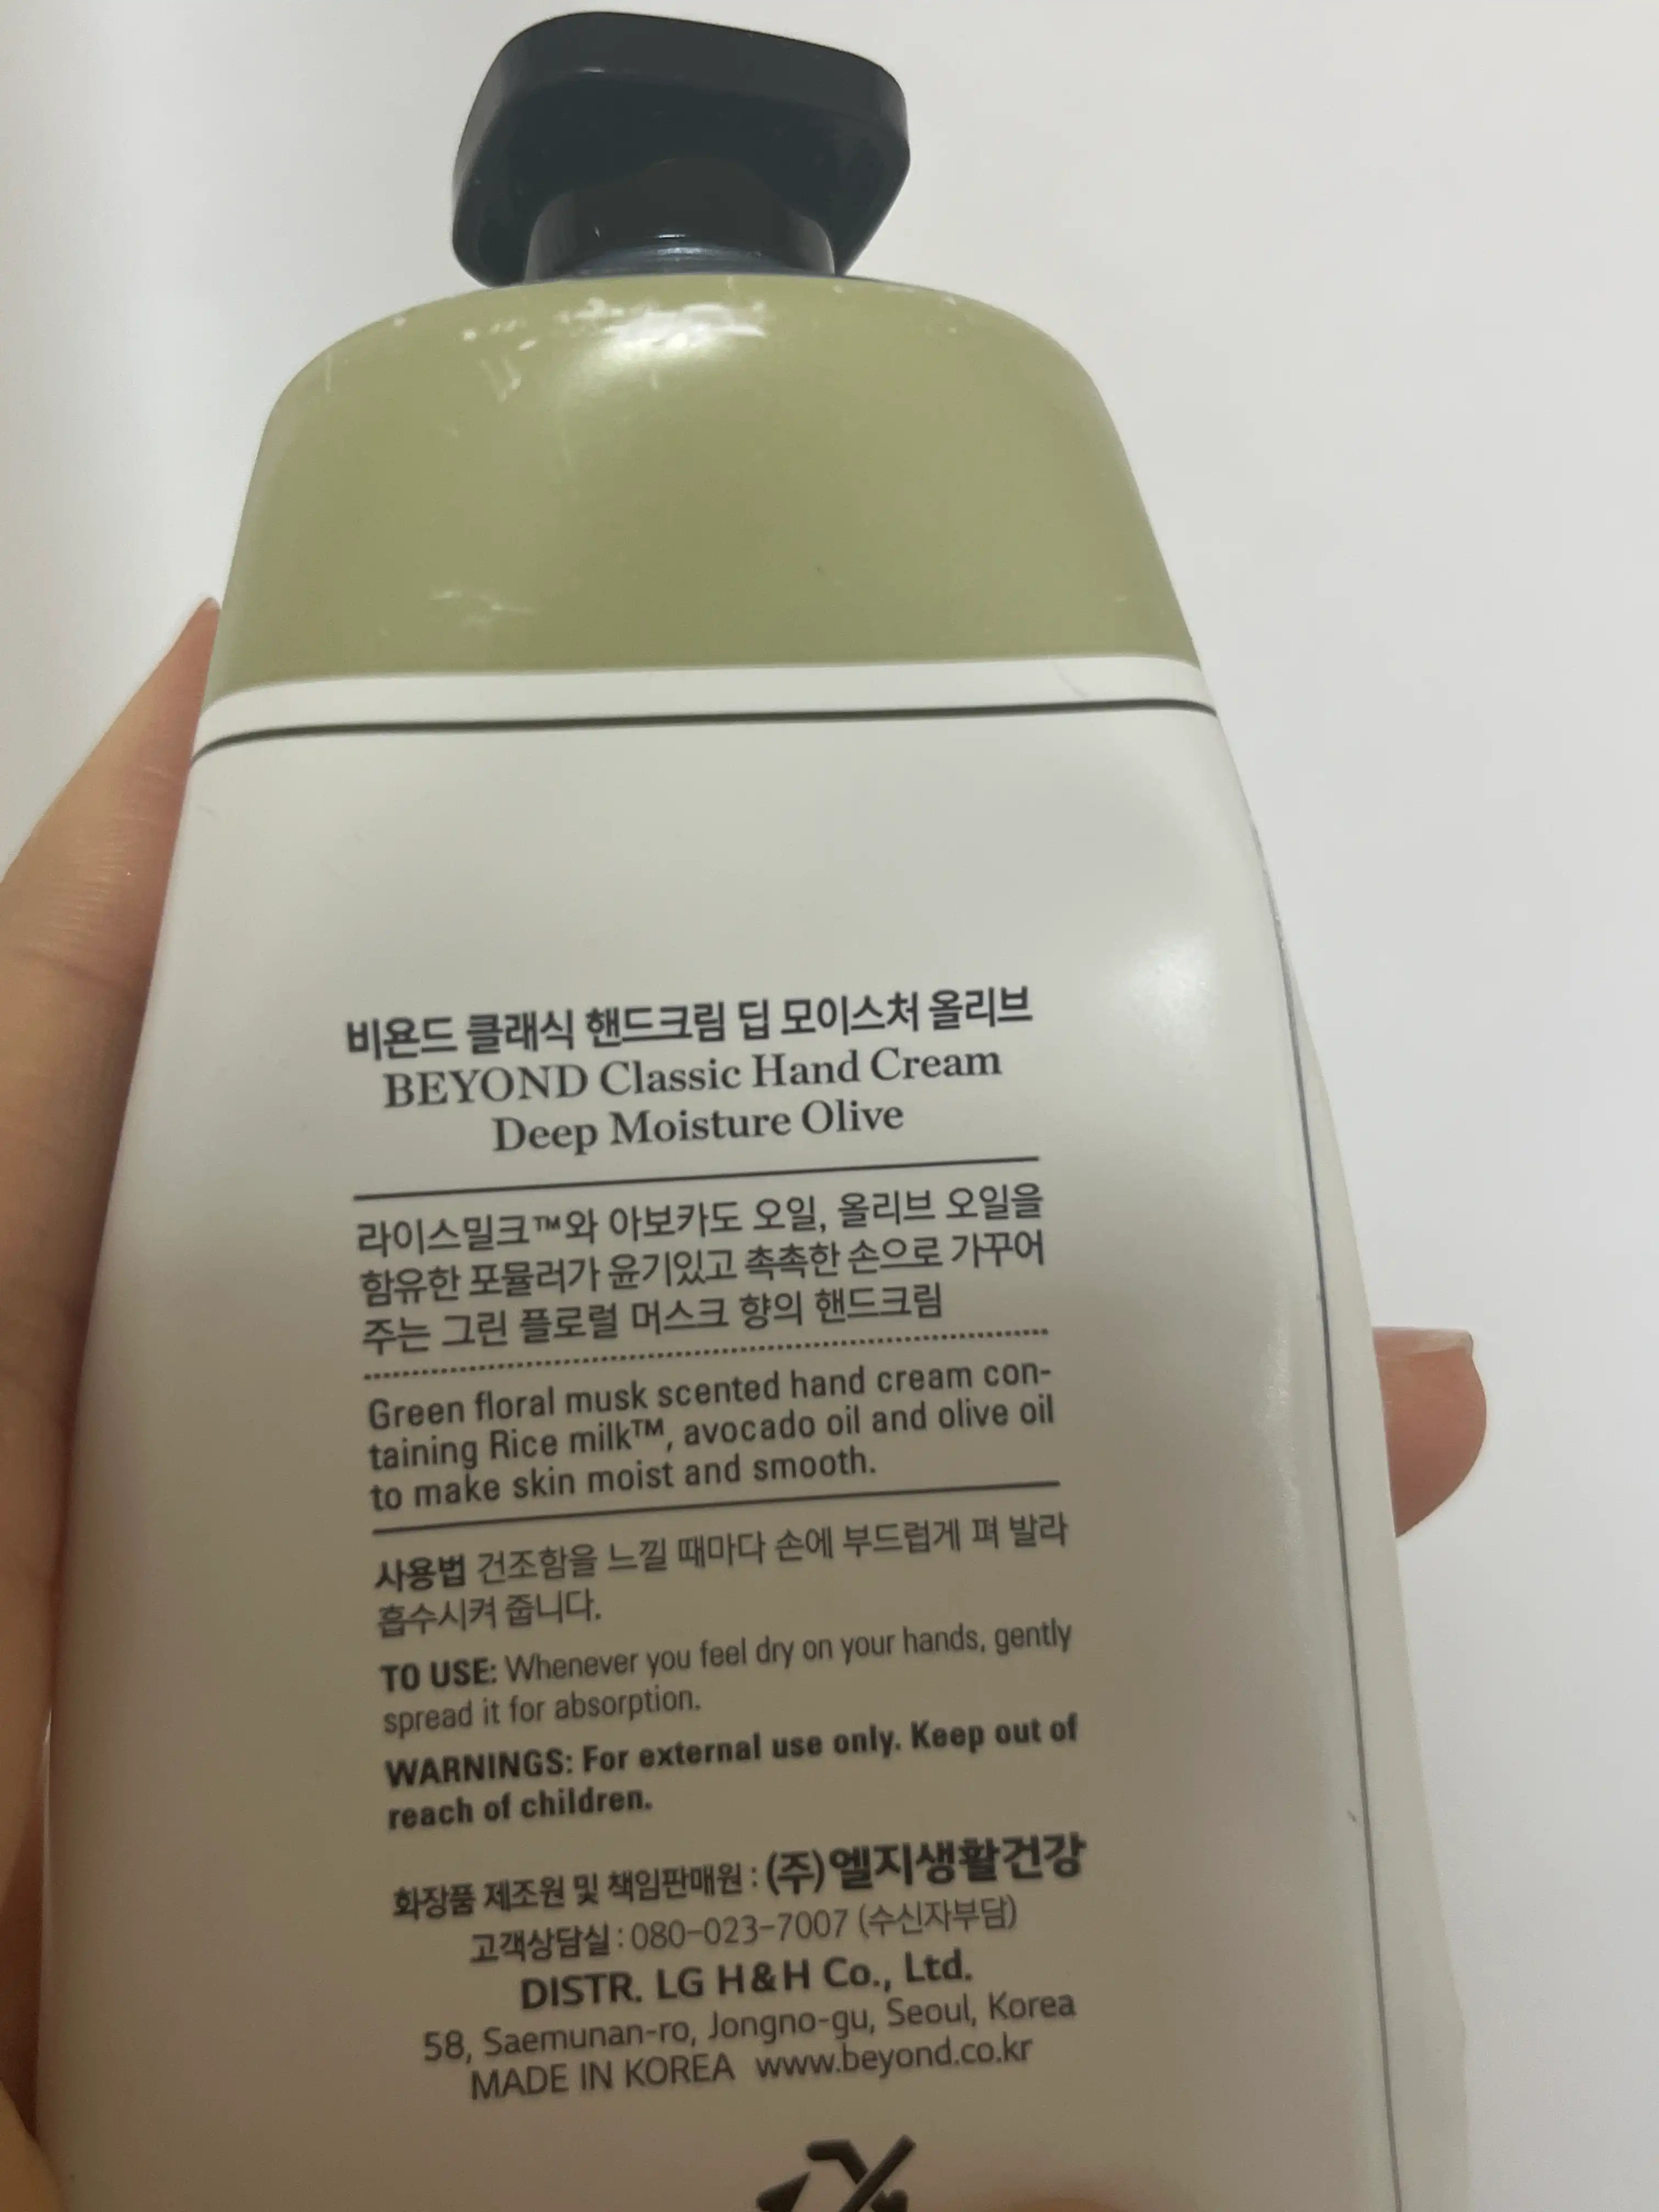 비욘드 클래식 핸드크림 딥 모이스처 올리브
BEYOND Classic Hand Cream
Deep Moisture Olive
라이스밀크™와 아보카도 오일, 올리브 오일을
함유한 포뮬러가 윤기있고 촉촉한 손으로 가꾸어
주는 그린 플로럴 머스크 향의 핸드크림
Green floral musk scented hand cream con-
taining Rice milk™, avocado oil and olive oil
to make skin moist and smooth.
사용법 건조함을 느낄 때마다 손에 부드럽게 펴 발라
흡수시켜 줍니다.
TO USE: Whenever you feel dry on your hands, gently
spread it for absorption.
WARNINGS: For external use only. Keep out of
reach of children.
화장품 제조원 및 책임판매원 : (주)엘지생활건강
고객상담실 : 080-023-7007 (수신자부담)
DISTR. LG H&H Co., Ltd.
58, Saemunan-ro, Jongno-gu, Seoul, Korea
MADE IN KOREA www.beyond.co.kr